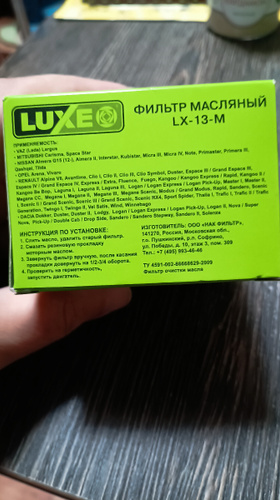 LUXE
ФИЛЬТР МАСЛЯНЫЙ
LX-13-М
ПРИМЕНЯЕМОСТЬ:
- VAZ (Lada) Largus
- MITSUBISHI Carisma, Space Star
- NISSAN Almera G15 (12-), Almera II, Interstar, Kubistar, Micra III, Micra IV, Note, Primastar, Primera III,
Qashqai, Tiida
- OPEL Arena, Vivaro
- RENAULT Alpine V6, Avantime, Clio I, Clio II, Clio III, Clio Symbol, Duster, Espace III / Grand Espace III,
Espace IV / Grand Espace IV, Express / Extra, Fluence, Fuego, Kangoo / Kangoo Express / Rapid, Kangoo II /
Kangoo Be Bop, Laguna I, Laguna II, Laguna III, Logan / Logan Express / Logan Pick-Up, Master I, Master II,
Megane CC, Megane I, Megane II, Megane III, Megane Scenic, Modus / Grand Modus, Rapid, Sandero, Scenic
I, Scenic II / Grand Scenic II, Scenic III / Grand Scenic III, Scenic RX4, Sport Spider, Thalia I, Thalia II, Trafic II
Generation, Twingo I, Twingo II, Vel Satis, Wind, Winnebago
- DACIA Dokker, Duster, Duster II, Lodgy, Logan / Logan Express / Logan Pick-Up, Logan II, Nova / Super
Nova, Pick-Up / Double Cab / Drop Side, Sandero / Sandero Stepway, Sandero II, Solenza
ИНСТРУКЦИЯ ПО УСТАНОВКЕ:
1. Слить масло, удалить старый фильтр.
2. Смазать резиновую прокладку
моторным маслом.
3. Завернуть фильтр вручную, после касания
прокладки довернуть на 1/2-3/4 оборота.
4. Проверить на герметичность,
запустить двигатель.
ИЗГОТОВИТЕЛЬ: ООО «НАК ФИЛЬТР»
141270, Россия, Московская обл.,
г.о. Пушкинский, р.п. Софрино,
ул. Победы, д. 10, этаж 3, пом. 309
Тел.: +7 (495) 993-46-46
ТУ 4591-002-86668629-2009
Фильтр очистки масла